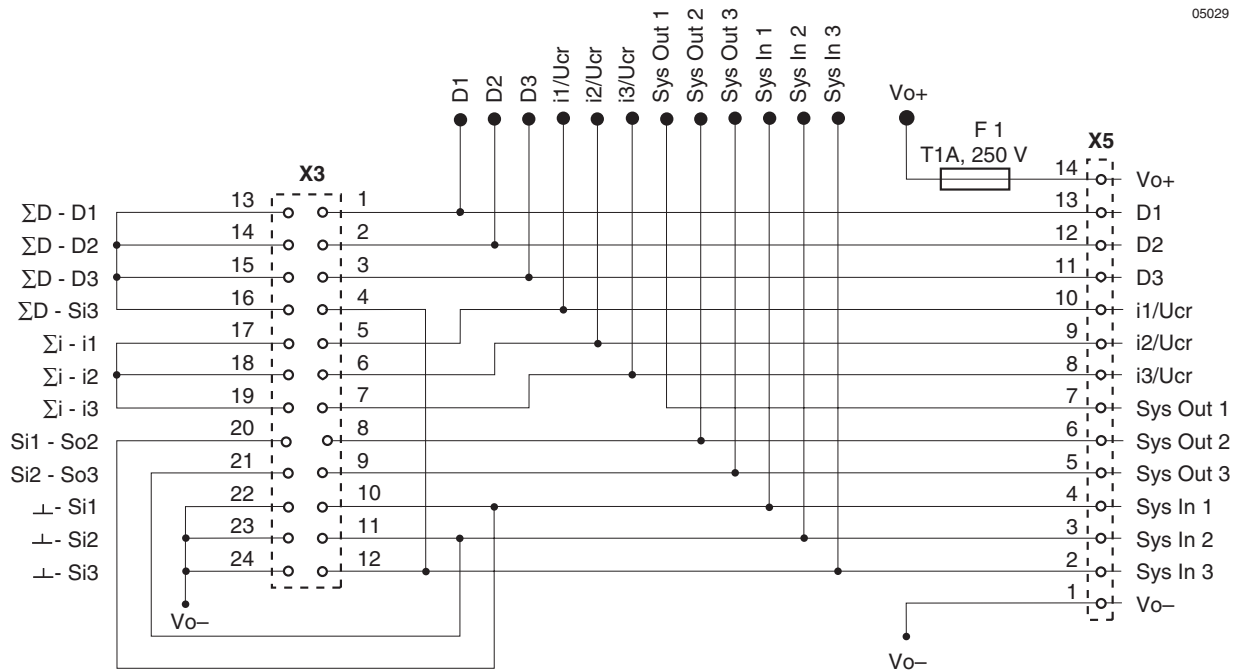 05029
D1
D2
D3
i1/Ucr
i2/Ucr
i3/Ucr
Sys Out 1
Sys Out 2
Sys Out 3
Sys In 1
Sys In 2
Sys In 3
Vo+
F 1
T1A, 250 V
X3
X5
14 Vo+
∑D - D1 13 1 13 D1
∑D - D2 14 2 12 D2
∑D - D3 15 3 11 D3
∑D - Si3 16 4 10 i1/Ucr
∑i - i1 17 5 9 i2/Ucr
∑i - i2 18 6 8 i3/Ucr
∑i - i3 19 7 7 Sys Out 1
Si1 - So2 20 8 6 Sys Out 2
Si2 - So3 21 9 5 Sys Out 3
⊥- Si1 22 10 4 Sys In 1
⊥- Si2 23 11 3 Sys In 2
⊥- Si3 24 12 2 Sys In 3
1 Vo–
Vo–
Vo–